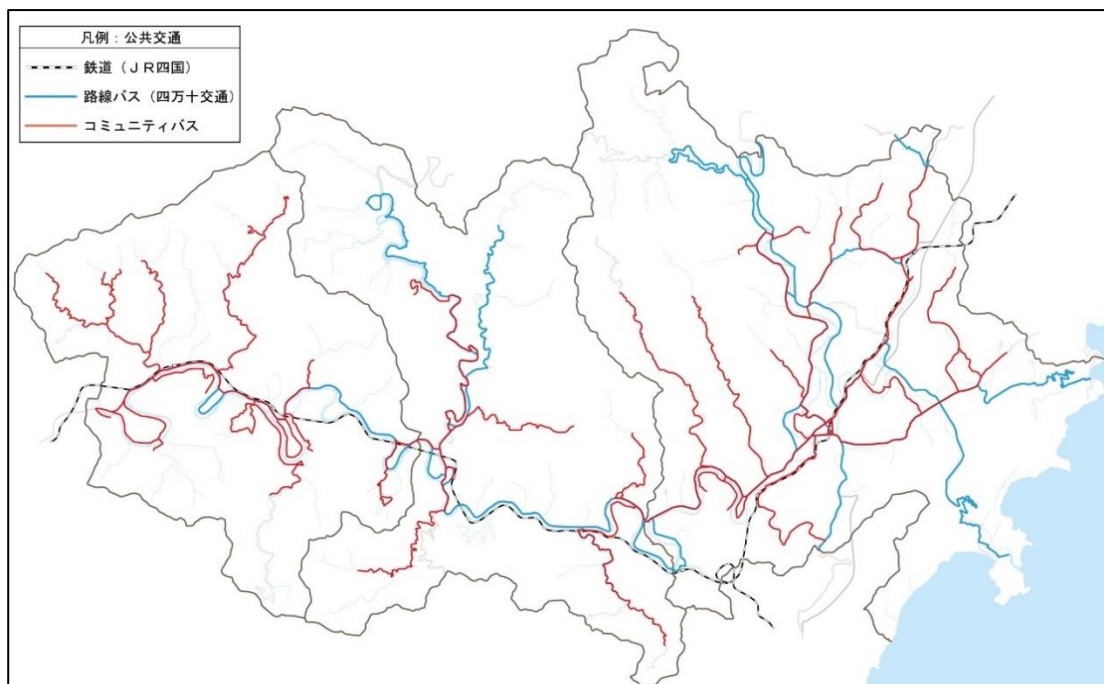 凡例：公共交通
鉄道（ＪＲ四国）
路線バス（四万十交通）
コミュニティバス